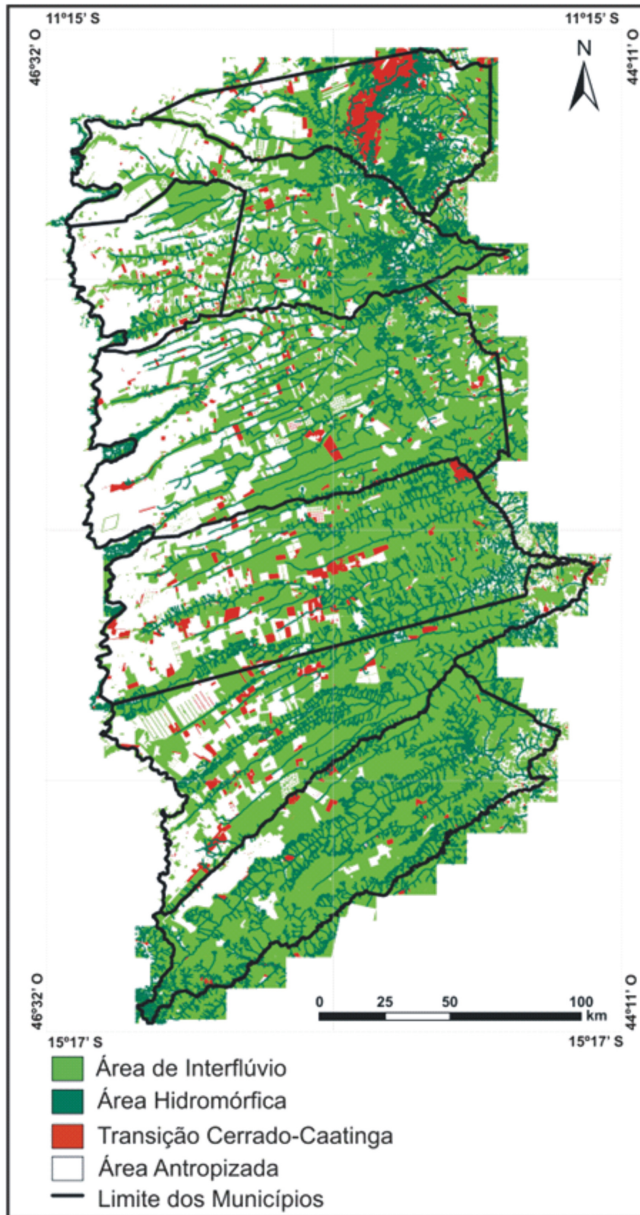 11°15' S
11°15' S
46°32' O
44°11' O
N
46°32' O
44°11' O
0 25 50 100
km
15°17' S
15°17' S
Área de Interflúvio
Área Hidromórfica
Transição Cerrado-Caatinga
Área Antropizada
Limite dos Municípios